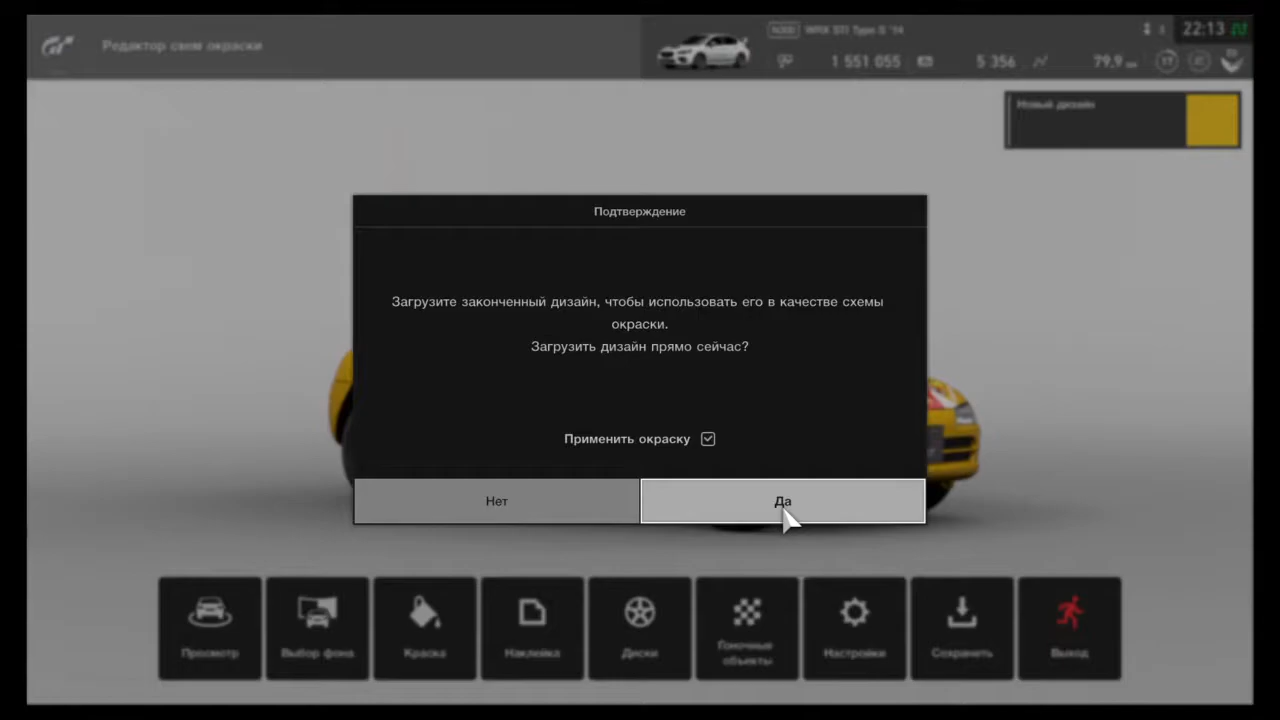 Редактор схем окраски
N300 WRX STI Type S '14
22:13
1 551 055 5 356 79,9
Новый дизайн
Подтверждение
Загрузите законченный дизайн, чтобы использовать его в качестве схемы
окраски.
Загрузить дизайн прямо сейчас?
Применить окраску
Нет Да
Просмотр Выбор фона Краска Наклейка Диски Гоночные Настройки Сохранить Выход
объекты